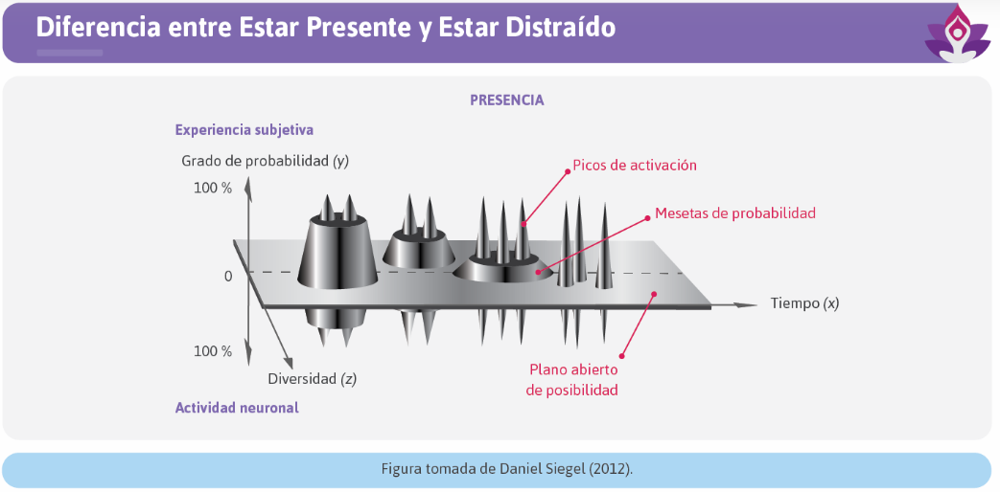 Diferencia entre Estar Presente y Estar Distraído
PRESENCIA
Experiencia subjetiva
Grado de probabilidad (y)
100 %
0
100 %
Picos de activación
Mesetas de probabilidad
Tiempo (x)
Plano abierto
de posibilidad
Diversidad (z)
Actividad neuronal
Figura tomada de Daniel Siegel (2012).